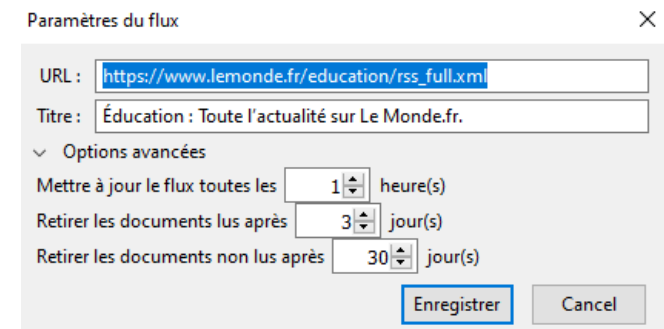 Paramètres du flux
URL : https://www.lemonde.fr/education/rss_full.xml
Titre : Éducation : Toute l'actualité sur Le Monde.fr.
Options avancées
Mettre à jour le flux toutes les 1 heure(s)
Retirer les documents lus après 3 jour(s)
Retirer les documents non lus après 30 jour(s)
Enregistrer Cancel